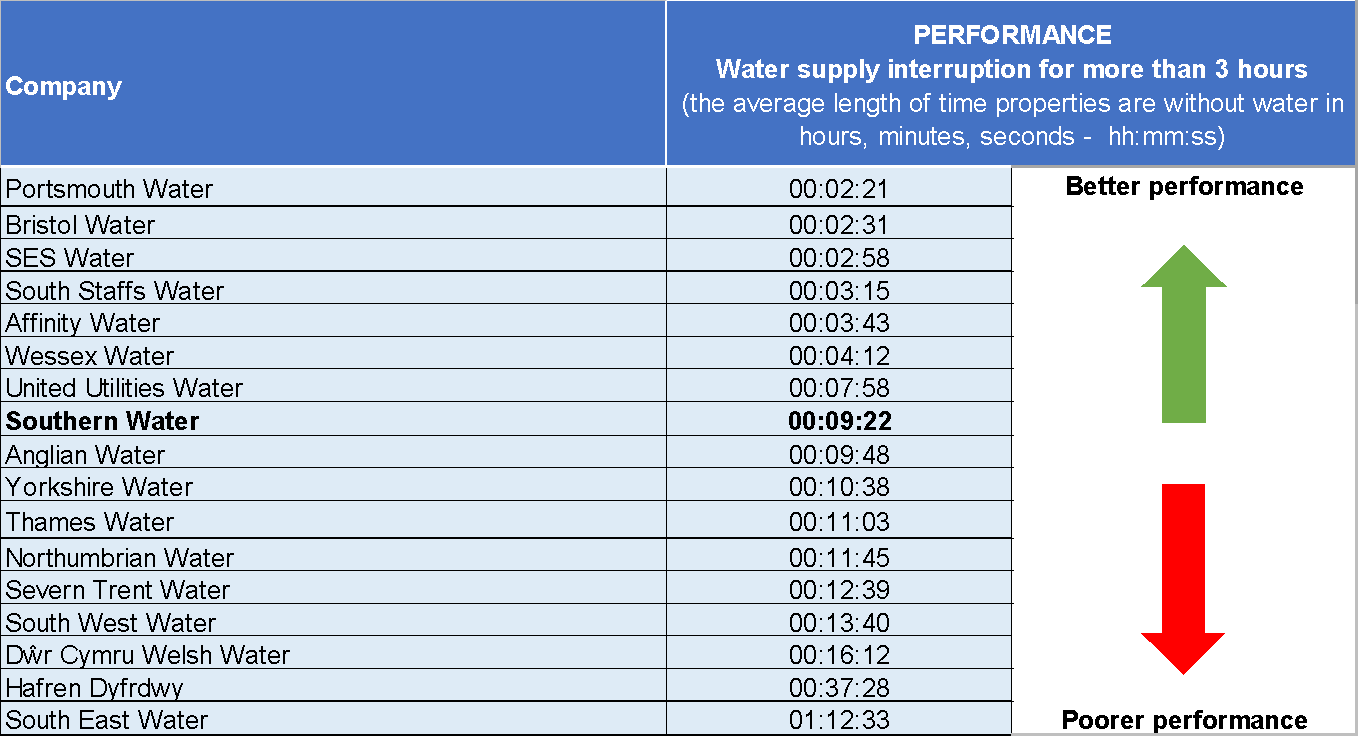 Company
PERFORMANCE
Water supply interruption for more than 3 hours
(the average length of time properties are without water in
hours, minutes, seconds - hh:mm:ss)
Portsmouth Water 00:02:21 Better performance
Bristol Water 00:02:31
SES Water 00:02:58
South Staffs Water 00:03:15
Affinity Water 00:03:43
Wessex Water 00:04:12
United Utilities Water 00:07:58
Southern Water 00:09:22
Anglian Water 00:09:48
Yorkshire Water 00:10:38
Thames Water 00:11:03
Northumbrian Water 00:11:45
Severn Trent Water 00:12:39
South West Water 00:13:40
Dŵr Cymru Welsh Water 00:16:12
Hafren Dyfrdwy 00:37:28
South East Water 01:12:33 Poorer performance